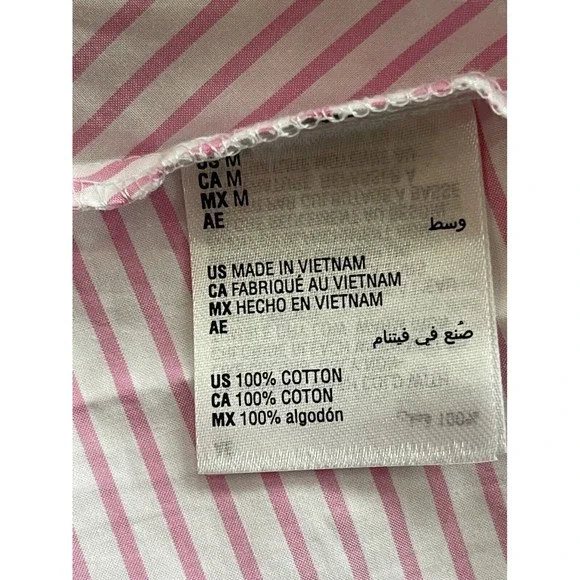 US M
CA M
MX M
AE وسط
US MADE IN VIETNAM
CA FABRIQUÉ AU VIETNAM
MX HECHO EN VIETNAM
AE
صُنع في فيتنام
US 100% COTTON
CA 100% COTON
MX 100% algodón